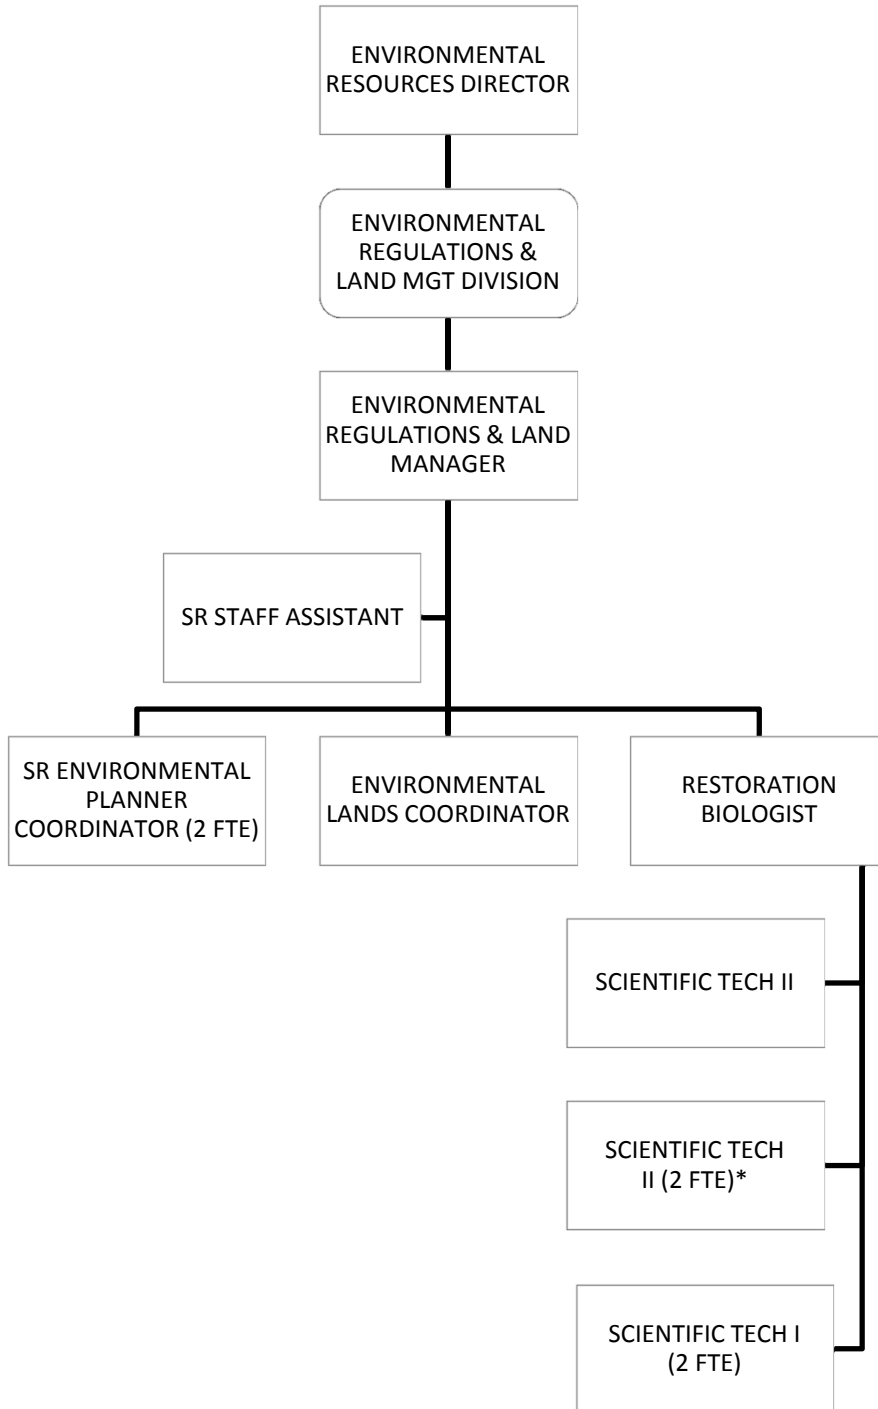 ENVIRONMENTAL
RESOURCES DIRECTOR
ENVIRONMENTAL
REGULATIONS &
LAND MGT DIVISION
ENVIRONMENTAL
REGULATIONS & LAND
MANAGER
SR STAFF ASSISTANT
SR ENVIRONMENTAL
PLANNER
COORDINATOR (2 FTE)
ENVIRONMENTAL
LANDS COORDINATOR
RESTORATION
BIOLOGIST
SCIENTIFIC TECH II
SCIENTIFIC TECH
II (2 FTE)*
SCIENTIFIC TECH I
(2 FTE)